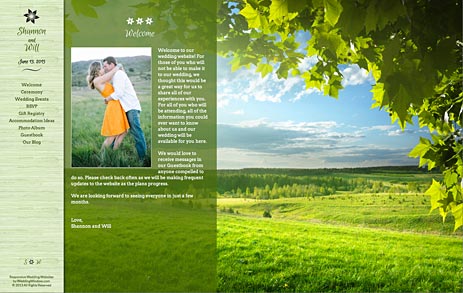 Shannon
and
Will
June 13, 2015
Welcome
Ceremony
Wedding Events
RSVP
Gift Registry
Accommodation Ideas
Photo Album
Guestbook
Our Blog
S W
Responsive Wedding Websites
by WeddingWindow.com
© 2013 All Rights Reserved
Welcome
Welcome to our
wedding website! For
those of you who will
not be able to make it
to our wedding, we
thought this would be
a great way for us to
share all of our
experiences with you.
For all of you who will
be attending, all of the
information you could
ever want to know
about us and our
wedding will be
available for you here.
We would love to
receive messages in
our Guestbook from
anyone compelled to
do so. Please check back often as we will be making frequent
updates to the website as the plans progress.
We are looking forward to seeing everyone in just a few
months.
Love,
Shannon and Will